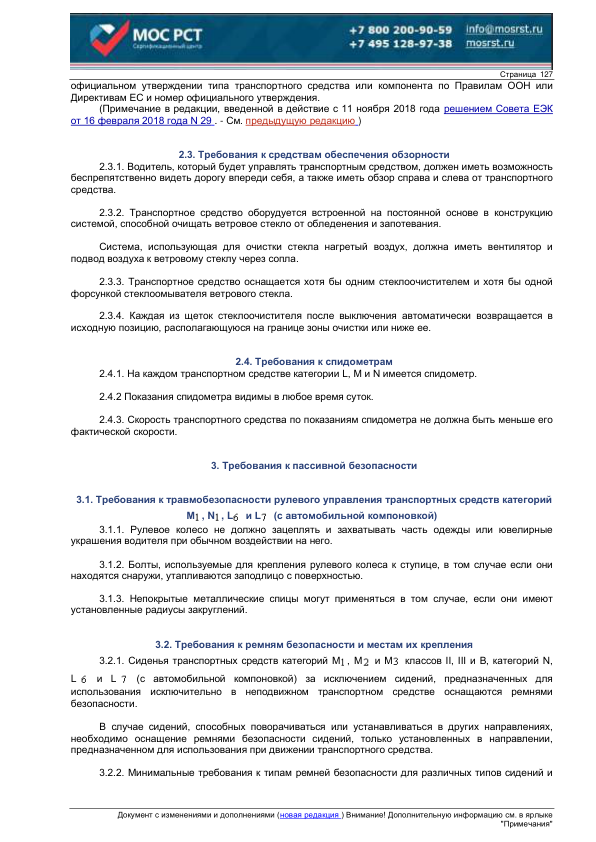 МОС РСТ
Сертификационный центр
+7 800 200-90-59 info@mosrst.ru
+7 495 128-97-38 mosrst.ru
Страница 127
официальном утверждении типа транспортного средства или компонента по Правилам ООН или
Директивам ЕС и номер официального утверждения.
(Примечание в редакции, введенной в действие с 11 ноября 2018 года решением Совета ЕЭК
от 16 февраля 2018 года N 29 . - См. предыдущую редакцию )
2.3. Требования к средствам обеспечения обзорности
2.3.1. Водитель, который будет управлять транспортным средством, должен иметь возможность
беспрепятственно видеть дорогу впереди себя, а также иметь обзор справа и слева от транспортного
средства.
2.3.2. Транспортное средство оборудуется встроенной на постоянной основе в конструкцию
системой, способной очищать ветровое стекло от обледенения и запотевания.
Система, использующая для очистки стекла нагретый воздух, должна иметь вентилятор и
подвод воздуха к ветровому стеклу через сопла.
2.3.3. Транспортное средство оснащается хотя бы одним стеклоочистителем и хотя бы одной
форсункой стеклоомывателя ветрового стекла.
2.3.4. Каждая из щеток стеклоочистителя после выключения автоматически возвращается в
исходную позицию, располагающуюся на границе зоны очистки или ниже ее.
2.4. Требования к спидометрам
2.4.1. На каждом транспортном средстве категории L, M и N имеется спидометр.
2.4.2 Показания спидометра видимы в любое время суток.
2.4.3. Скорость транспортного средства по показаниям спидометра не должна быть меньше его
фактической скорости.
3. Требования к пассивной безопасности
3.1. Требования к травмобезопасности рулевого управления транспортных средств категорий
M1 , N1 , L6 и L7 (с автомобильной компоновкой)
3.1.1. Рулевое колесо не должно зацеплять и захватывать часть одежды или ювелирные
украшения водителя при обычном воздействии на него.
3.1.2. Болты, используемые для крепления рулевого колеса к ступице, в том случае если они
находятся снаружи, утапливаются заподлицо с поверхностью.
3.1.3. Непокрытые металлические спицы могут применяться в том случае, если они имеют
установленные радиусы закруглений.
3.2. Требования к ремням безопасности и местам их крепления
3.2.1. Сиденья транспортных средств категорий M1 , M2 и M3 классов II, III и B, категорий N,
L 6 и L 7 (с автомобильной компоновкой) за исключением сидений, предназначенных для
использования исключительно в неподвижном транспортном средстве оснащаются ремнями
безопасности.
В случае сидений, способных поворачиваться или устанавливаться в других направлениях,
необходимо оснащение ремнями безопасности сидений, только установленных в направлении,
предназначенном для использования при движении транспортного средства.
3.2.2. Минимальные требования к типам ремней безопасности для различных типов сидений и
Документ с изменениями и дополнениями (новая редакция ) Внимание! Дополнительную информацию см. в ярлыке
"Примечания"